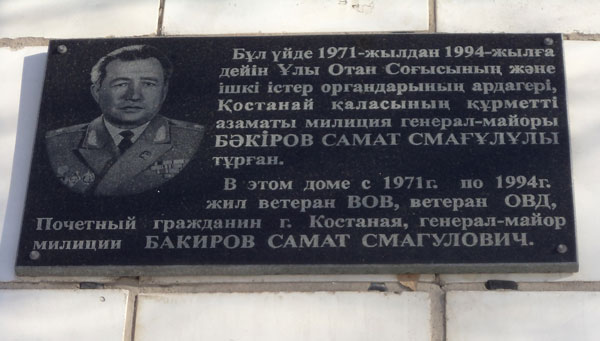 Бұл үйде 1971-жылдан 1994-жылға
дейін Ұлы Отан Соғысының және
ішкі істер органдарының ардагері,
Қостанай қаласының құрметті
азаматы милиция генерал-майоры
БӘКІРОВ САМАТ СМАҒҰЛҰЛЫ
тұрған.
В этом доме с 1971г. по 1994г.
жил ветеран ВОВ, ветеран ОВД,
Почетный гражданин г. Костаная, генерал-майор
милиции БАКИРОВ САМАТ СМАГУЛОВИЧ.